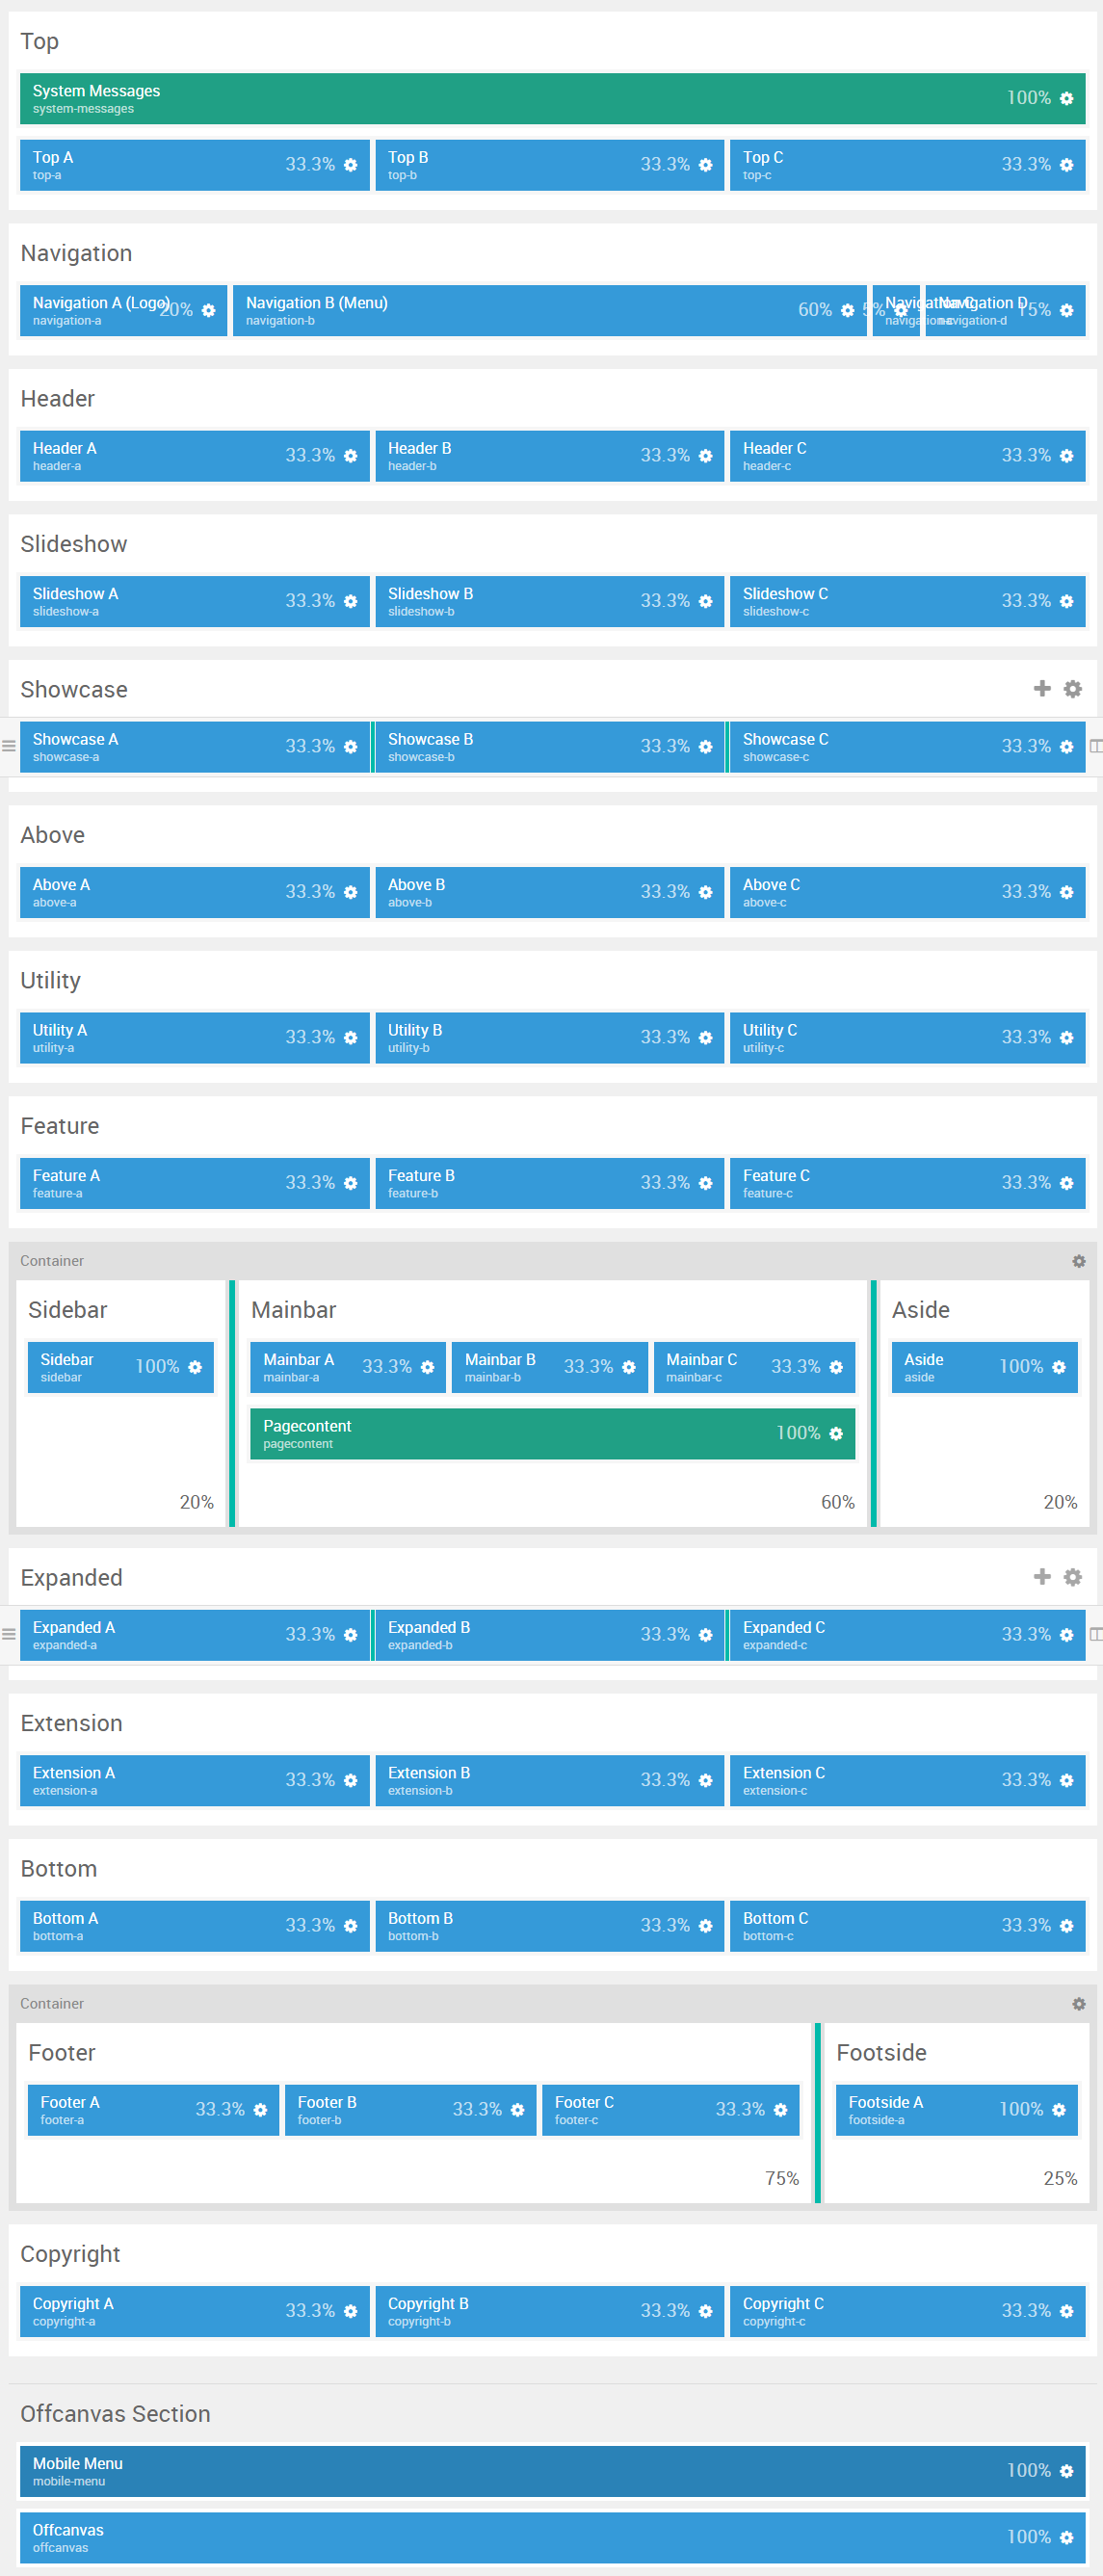 Top
System Messages
system-messages
100%
Top A
top-a
33.3%
Top B
top-b
33.3%
Top C
top-c
33.3%
Navigation
Navigation A (Logo)
navigation-a
20%
Navigation B (Menu)
navigation-b
60%
Navigation C
navigation-c
5%
Navigation D
navigation-d
15%
Header
Header A
header-a
33.3%
Header B
header-b
33.3%
Header C
header-c
33.3%
Slideshow
Slideshow A
slideshow-a
33.3%
Slideshow B
slideshow-b
33.3%
Slideshow C
slideshow-c
33.3%
Showcase
Showcase A
showcase-a
33.3%
Showcase B
showcase-b
33.3%
Showcase C
showcase-c
33.3%
Above
Above A
above-a
33.3%
Above B
above-b
33.3%
Above C
above-c
33.3%
Utility
Utility A
utility-a
33.3%
Utility B
utility-b
33.3%
Utility C
utility-c
33.3%
Feature
Feature A
feature-a
33.3%
Feature B
feature-b
33.3%
Feature C
feature-c
33.3%
Container
Sidebar
Sidebar
sidebar
100%
20%
Mainbar
Mainbar A
mainbar-a
33.3%
Mainbar B
mainbar-b
33.3%
Mainbar C
mainbar-c
33.3%
Pagecontent
pagecontent
100%
60%
Aside
Aside
aside
100%
20%
Expanded
Expanded A
expanded-a
33.3%
Expanded B
expanded-b
33.3%
Expanded C
expanded-c
33.3%
Extension
Extension A
extension-a
33.3%
Extension B
extension-b
33.3%
Extension C
extension-c
33.3%
Bottom
Bottom A
bottom-a
33.3%
Bottom B
bottom-b
33.3%
Bottom C
bottom-c
33.3%
Container
Footer
Footer A
footer-a
33.3%
Footer B
footer-b
33.3%
Footer C
footer-c
33.3%
75%
Footside
Footside A
footside-a
100%
25%
Copyright
Copyright A
copyright-a
33.3%
Copyright B
copyright-b
33.3%
Copyright C
copyright-c
33.3%
Offcanvas Section
Mobile Menu
mobile-menu
100%
Offcanvas
offcanvas
100%